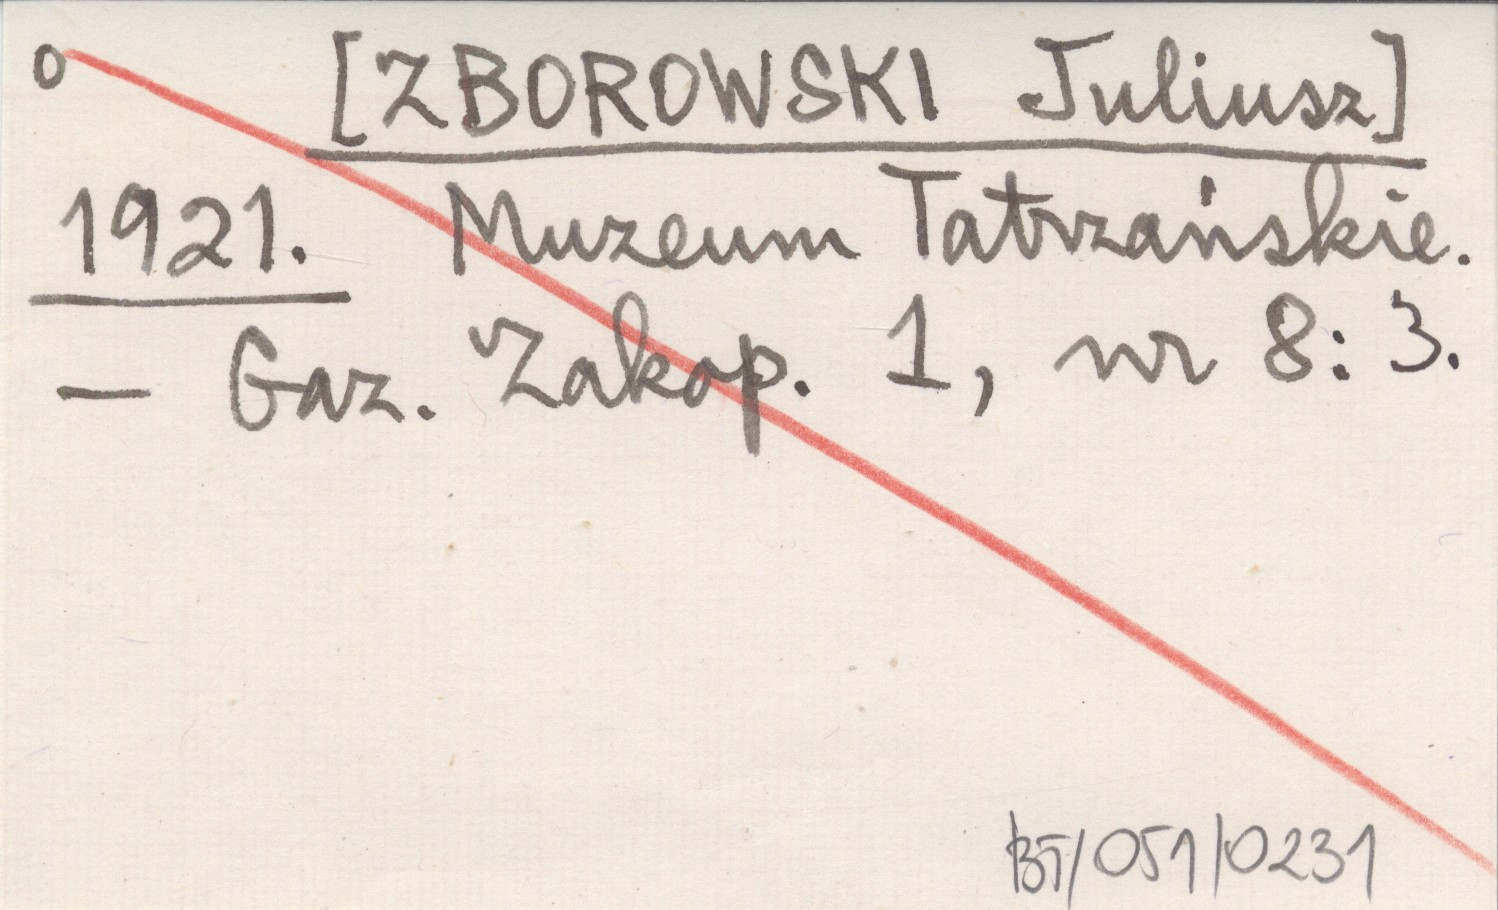 o [ZBOROWSKI Juliusz]
1921. Muzeum Tatrzańskie.
— Gaz. Zakop. 1, nr 8: 3.
BT/051/0231